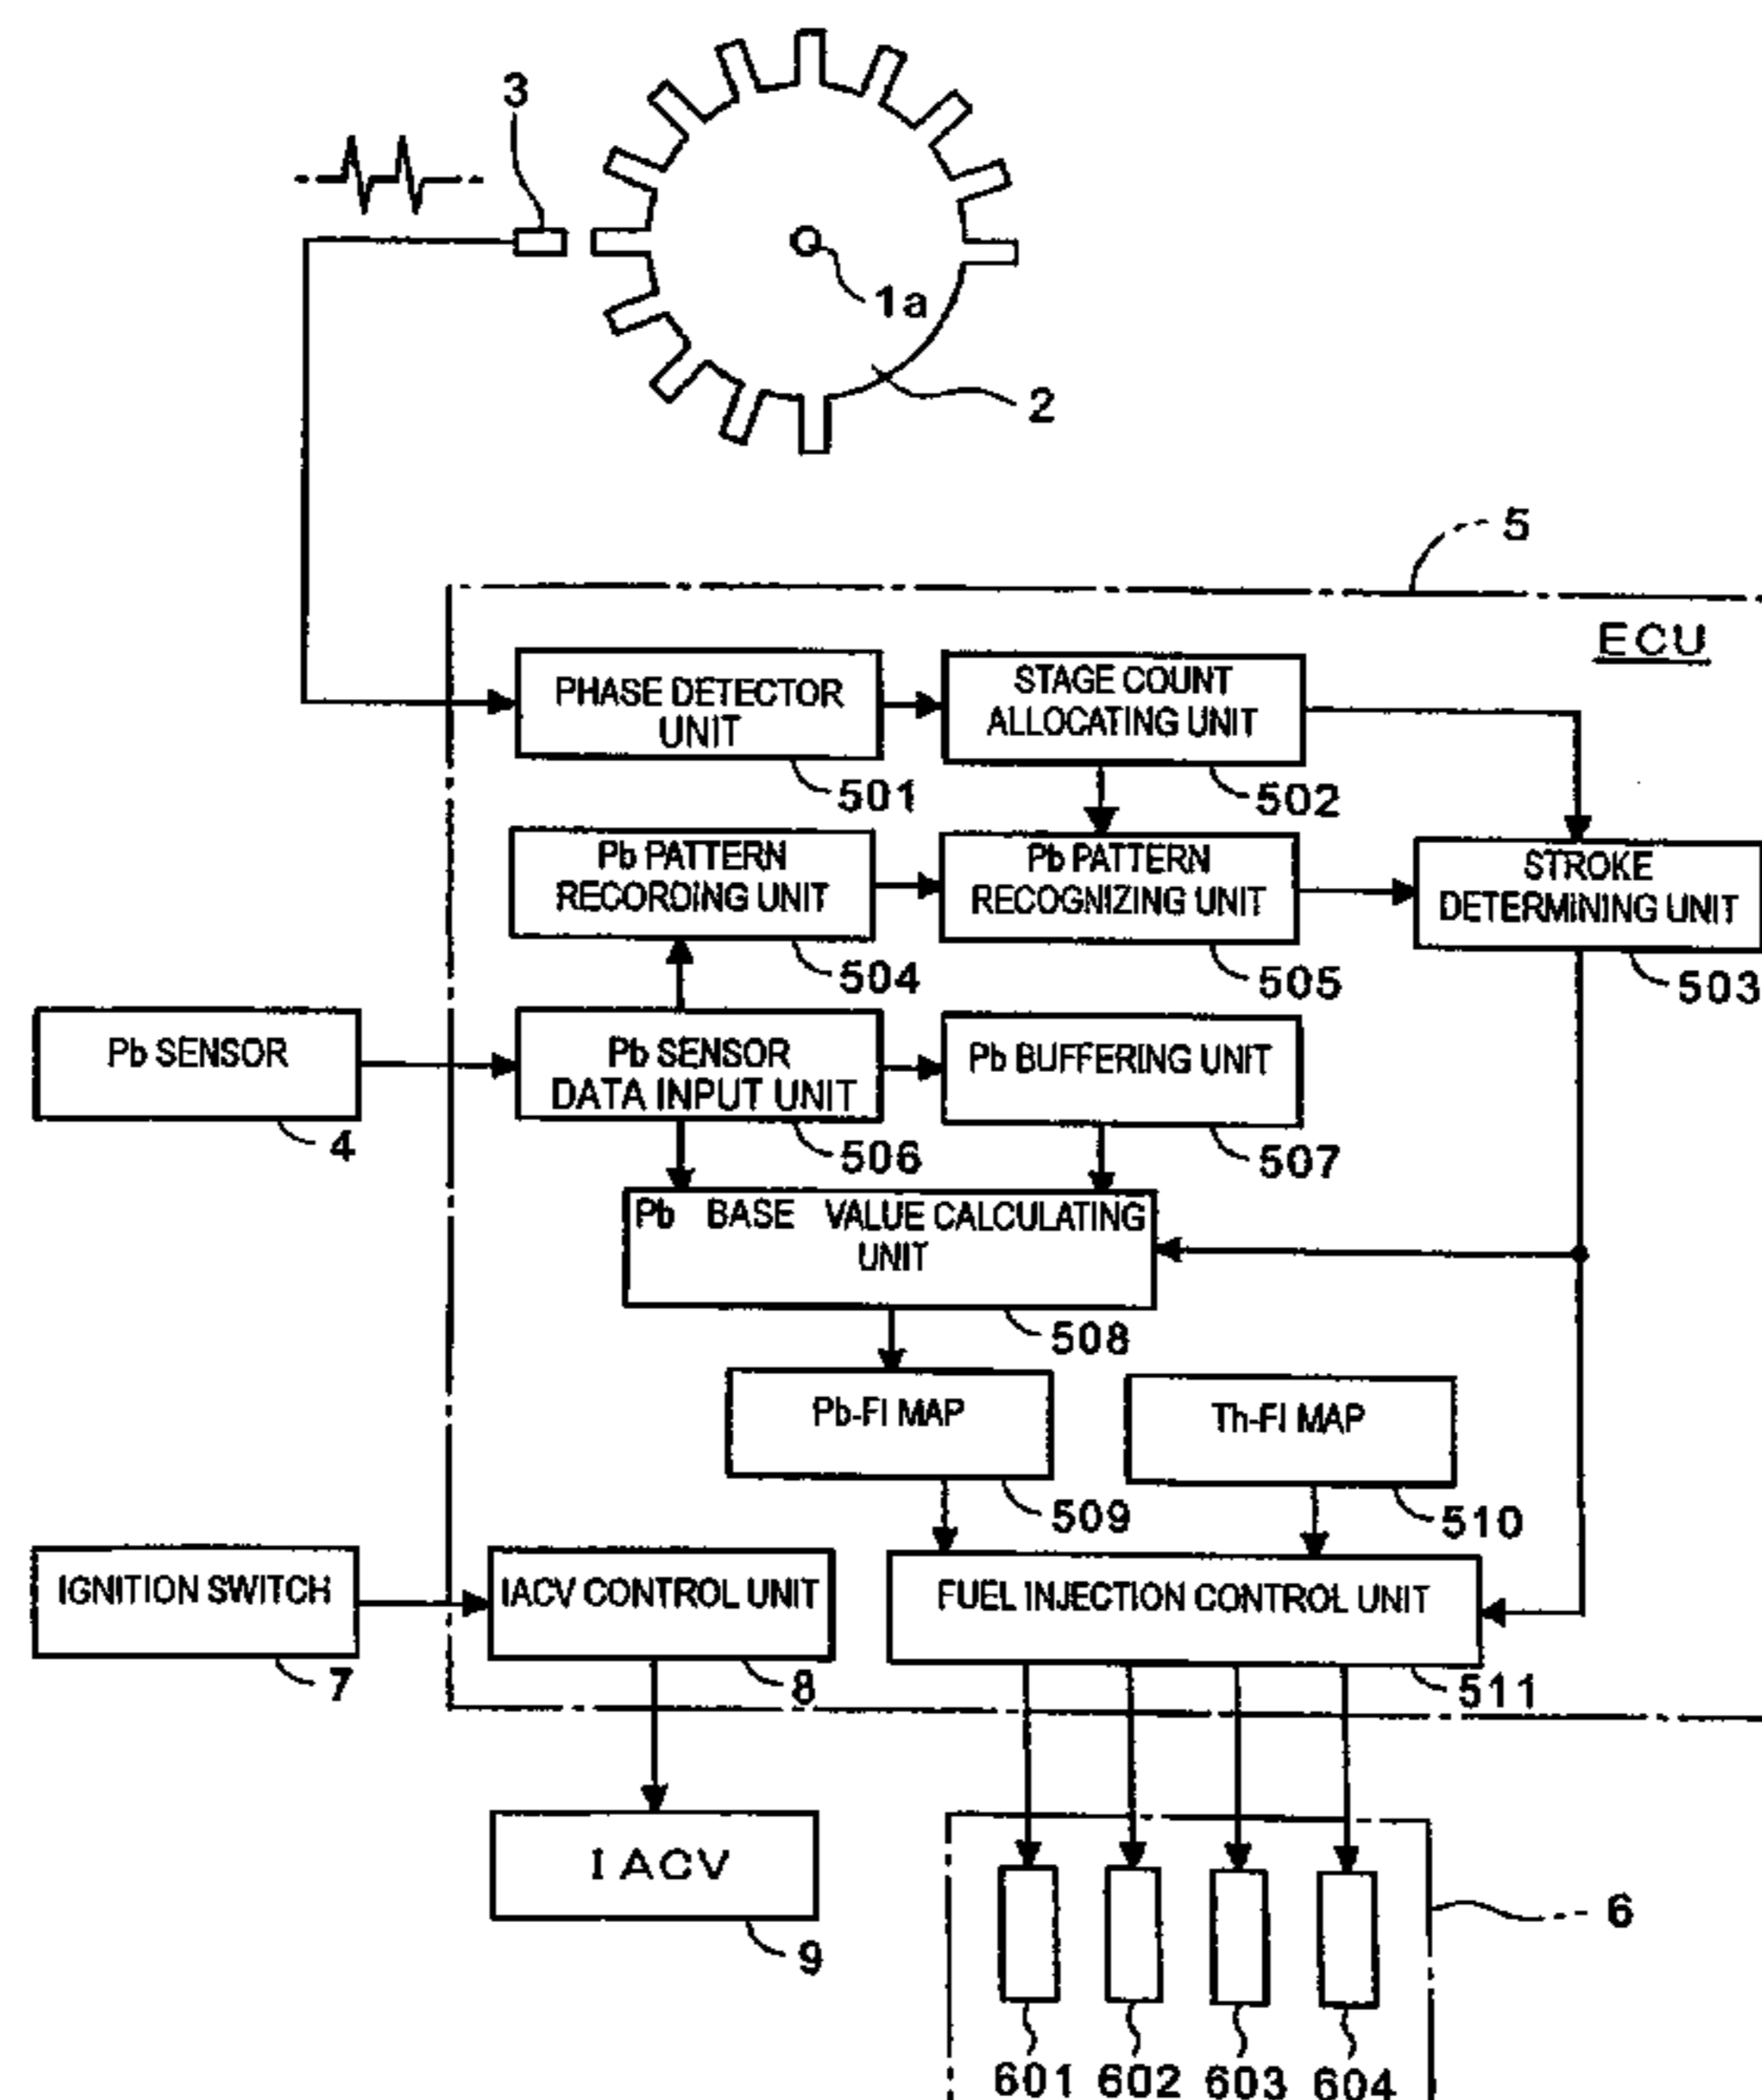 3
1a
2
5
ECU
PHASE DETECTOR
UNIT
501
STAGE COUNT
ALLOCATING UNIT
502
Pb PATTERN
RECORDING UNIT
504
Pb PATTERN
RECOGNIZING UNIT
505
STROKE
DETERMINING UNIT
503
Pb SENSOR
4
Pb SENSOR
DATA INPUT UNIT
506
Pb BUFFERING UNIT
507
Pb BASE VALUE CALCULATING
UNIT
508
Pb-FI MAP
509
Th-FI MAP
510
IGNITION SWITCH
7
IACV CONTROL UNIT
8
FUEL INJECTION CONTROL UNIT
511
IACV
9
6
601 602 603 604